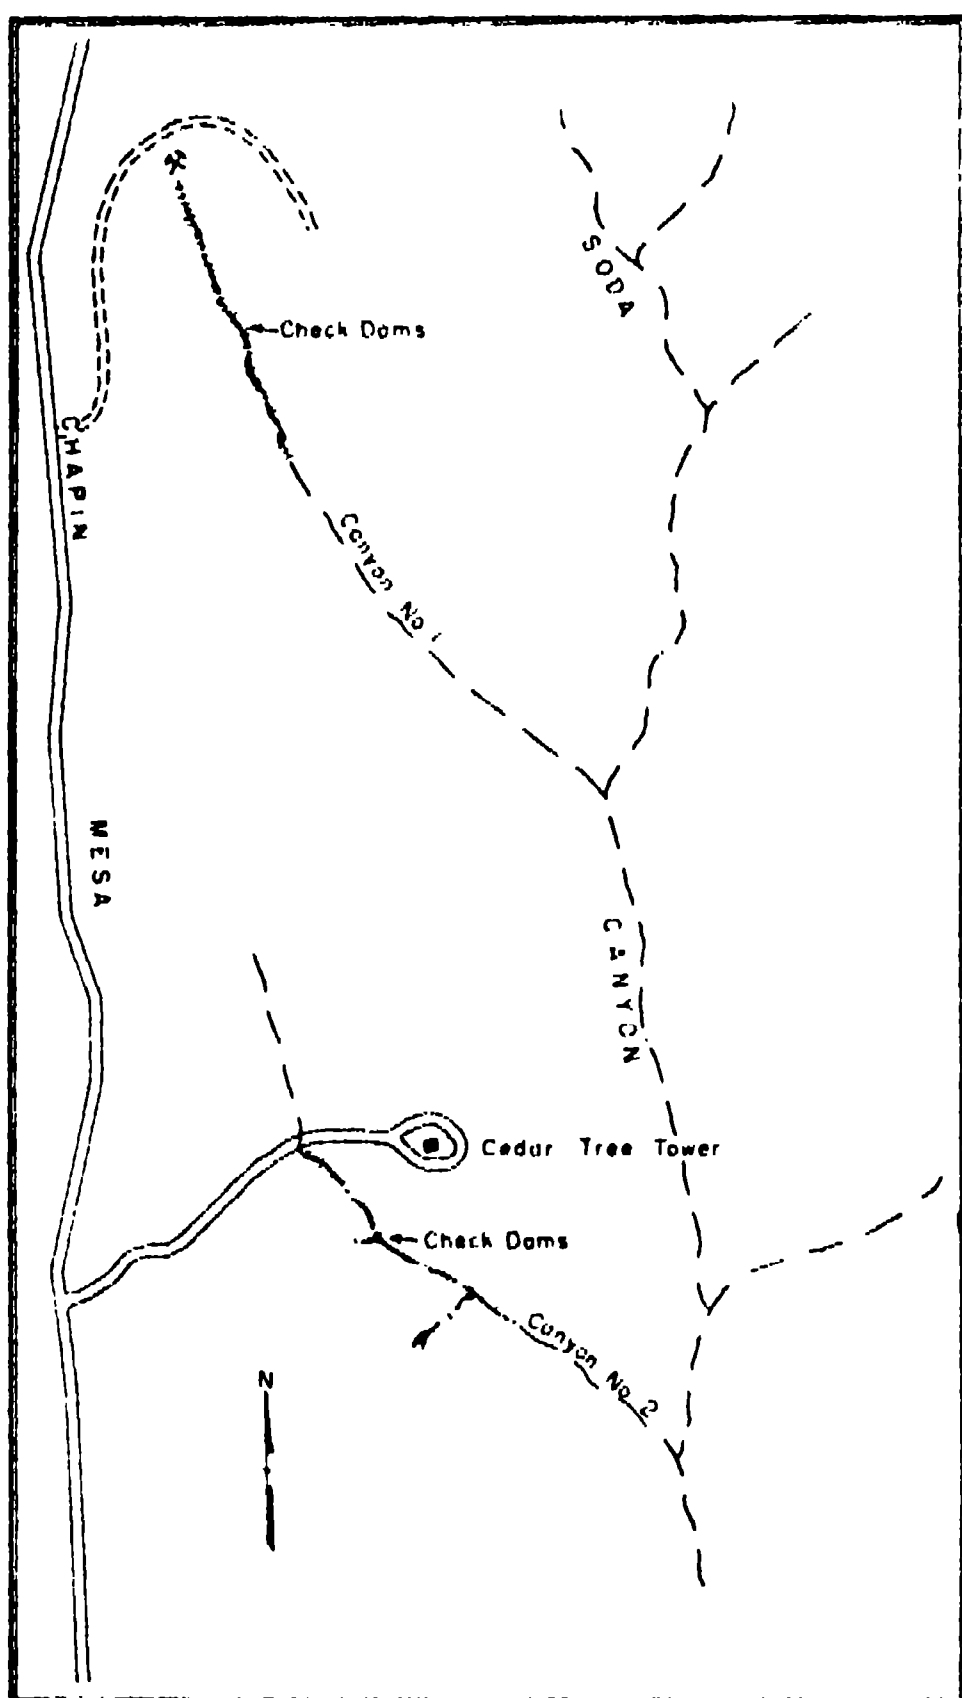 SODA
Check Dams
CHAPIN
Canyon No 1
MESA
CANYON
Cedar Tree Tower
Check Dams
Canyon No 2
N